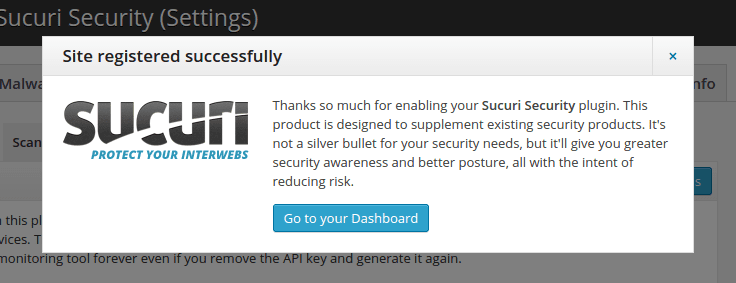 Sucuri Security (Settings)
Site registered successfully
×
Malwa
nfo
sucuri
PROTECT YOUR INTERWEBS
Thanks so much for enabling your Sucuri Security plugin. This
product is designed to supplement existing security products. It's
not a silver bullet for your security needs, but it'll give you greater
security awareness and better posture, all with the intent of
reducing risk.
Go to your Dashboard
Scan
s
n this pl
vices. T
monitoring tool forever even if you remove the API key and generate it again.